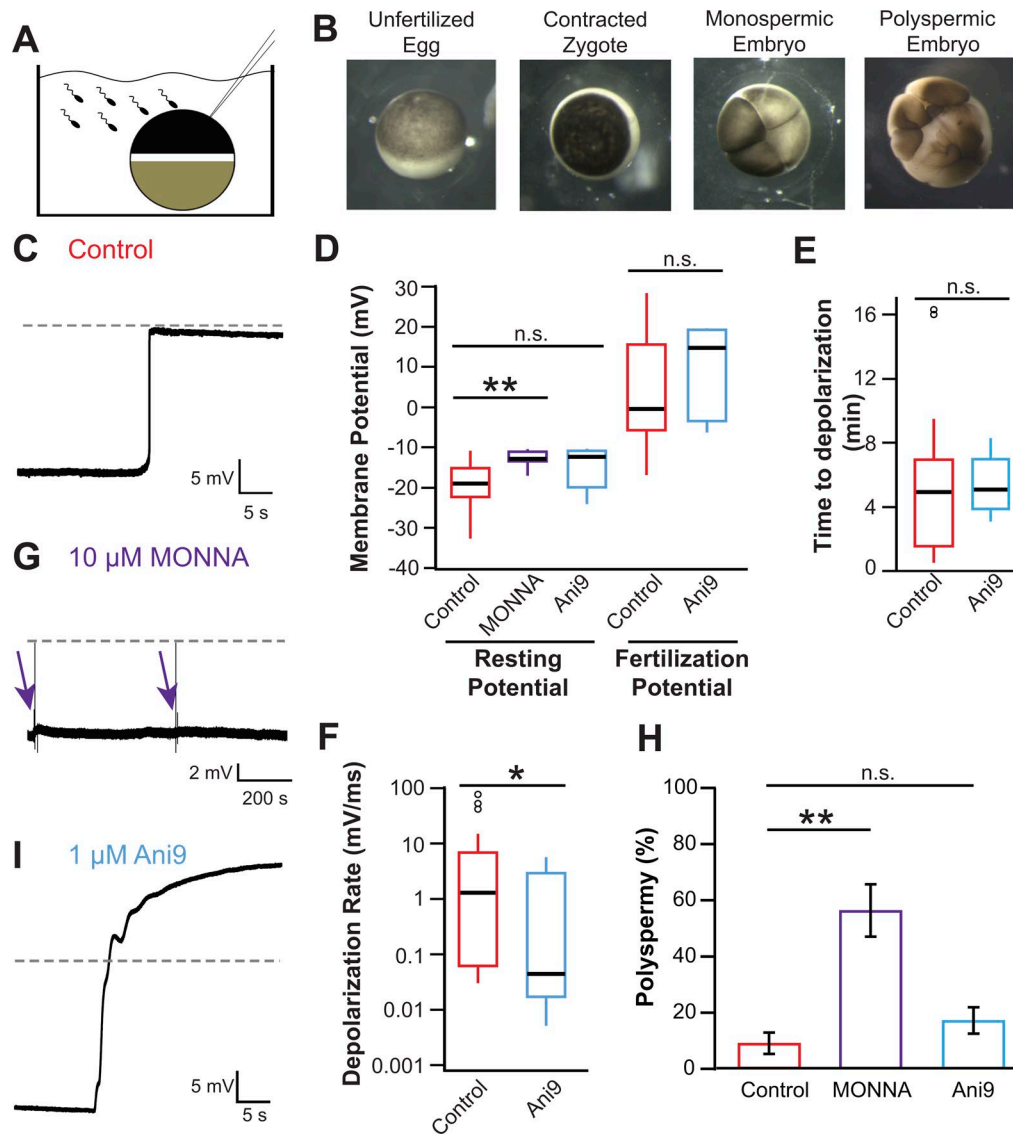 A
B
Unfertilized
Egg
Contracted
Zygote
Monospermic
Embryo
Polyspermic
Embryo
C
Control
5 mV
5 s
D
Membrane Potential (mV)
30
20
10
0
-10
-20
-30
-40
n.s.
**
n.s.
Control
MONNA
Ani9
Control
Ani9
Resting
Potential
Fertilization
Potential
E
Time to depolarization
(min)
16
12
8
4
0
n.s.
Control
Ani9
G
10 µM MONNA
2 mV
200 s
F
Depolarization Rate (mV/ms)
100
10
1
0.1
0.01
0.001
*
Control
Ani9
H
Polyspermy (%)
100
80
60
40
20
0
n.s.
**
Control
MONNA
Ani9
I
1 µM Ani9
5 mV
5 s